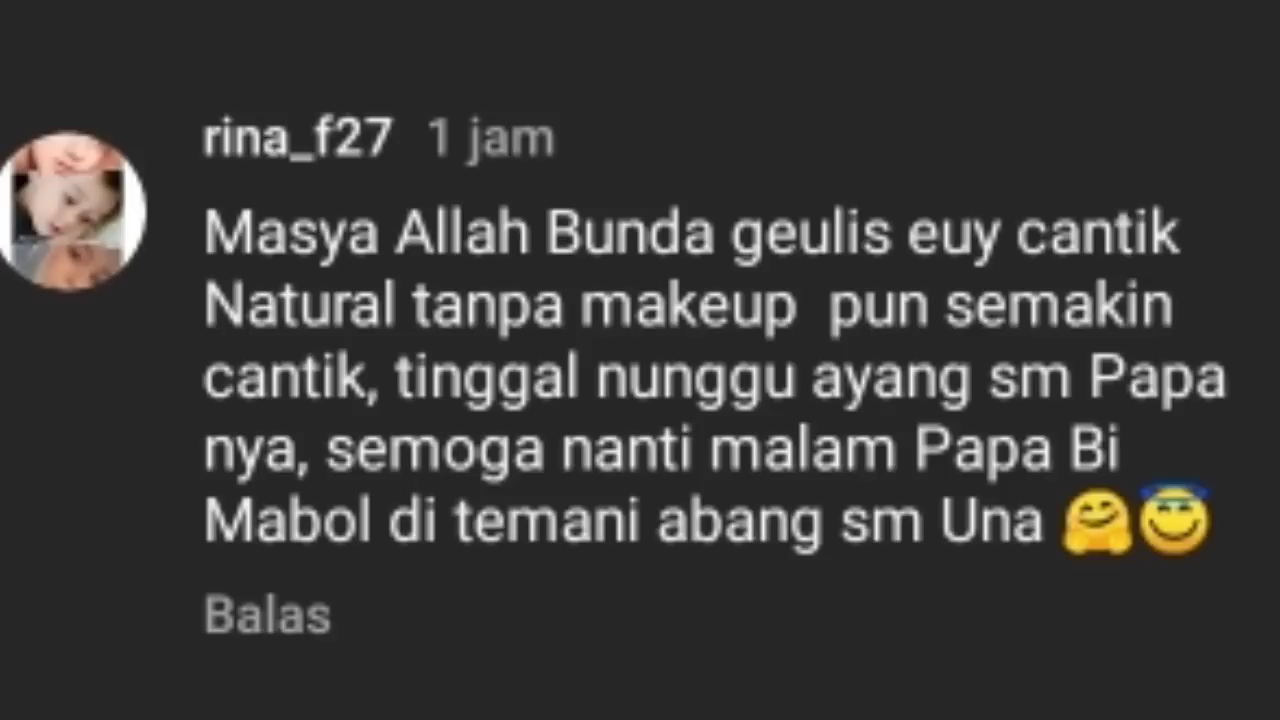 rina_f27 1 jam
Masya Allah Bunda geulis euy cantik
Natural tanpa makeup pun semakin
cantik, tinggal nunggu ayang sm Papa
nya, semoga nanti malam Papa Bi
Mabol di temani abang sm Una 🤗😇
Balas